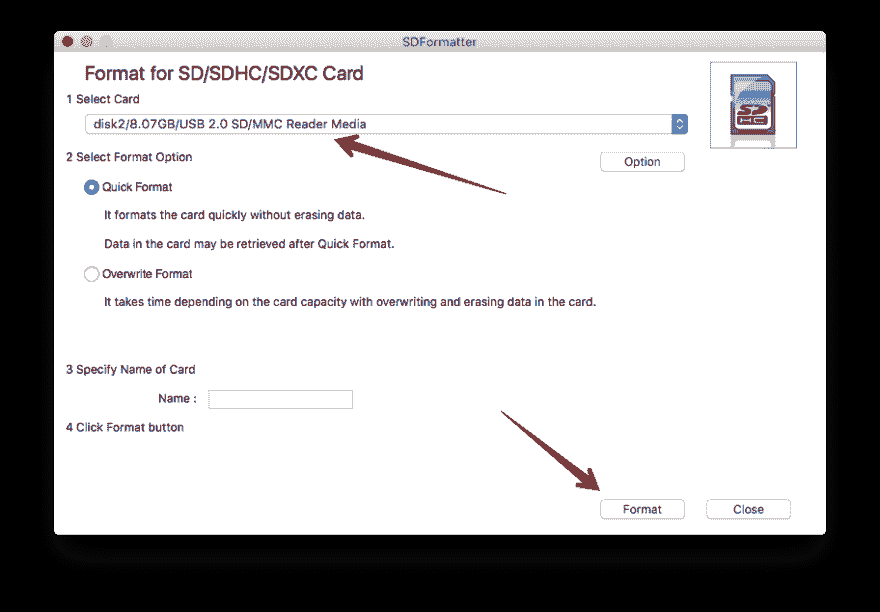 SDFormatter
Format for SD/SDHC/SDXC Card
1 Select Card
disk2/8.07GB/USB 2.0 SD/MMC Reader Media
2 Select Format Option
Option
Quick Format
It formats the card quickly without erasing data.
Data in the card may be retrieved after Quick Format.
Overwrite Format
It takes time depending on the card capacity with overwriting and erasing data in the card.
3 Specify Name of Card
Name :
4 Click Format button
Format
Close
SD
HC